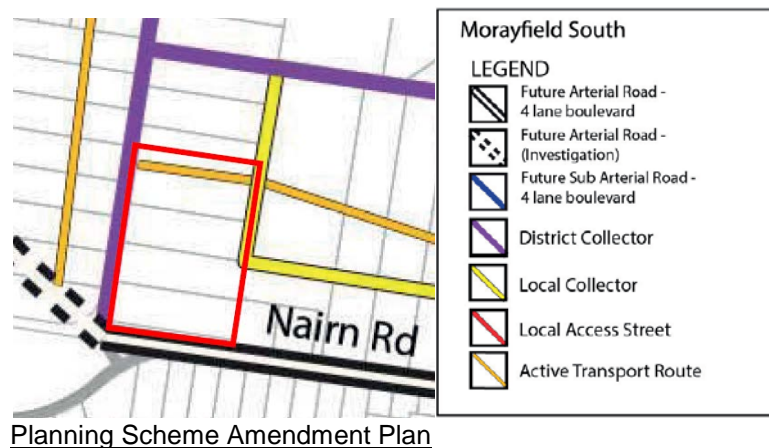 Nairn Rd
Morayfield South
LEGEND
Future Arterial Road -
4 lane boulevard
Future Arterial Road -
(Investigation)
Future Sub Arterial Road -
4 lane boulevard
District Collector
Local Collector
Local Access Street
Active Transport Route
Planning Scheme Amendment Plan